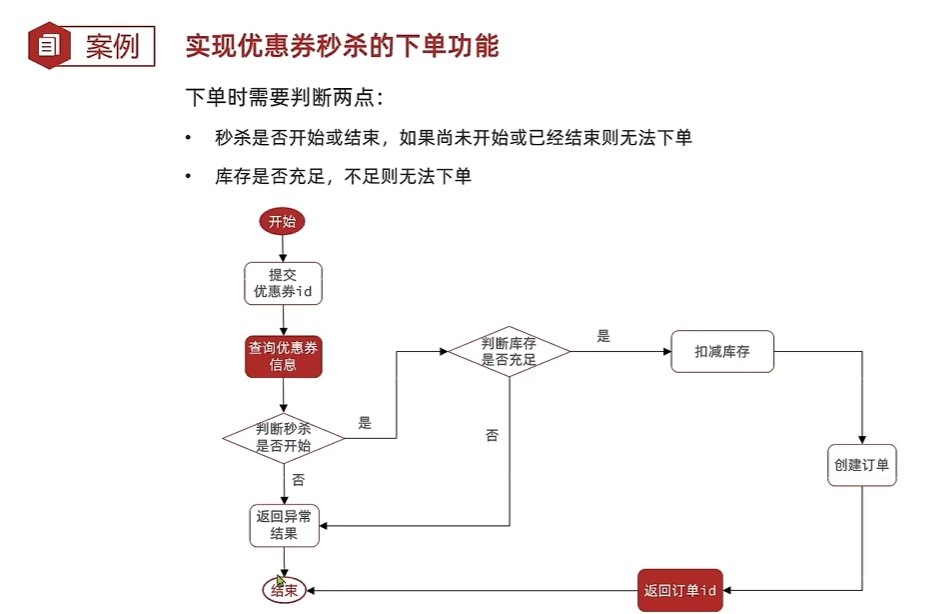 案例
实现优惠券秒杀的下单功能
下单时需要判断两点：
• 秒杀是否开始或结束，如果尚未开始或已经结束则无法下单
• 库存是否充足，不足则无法下单
开始
提交
优惠券id
查询优惠券
信息
判断秒杀
是否开始
是
否
返回异常
结果
结束
判断库存
是否充足
是
否
扣减库存
创建订单
返回订单id